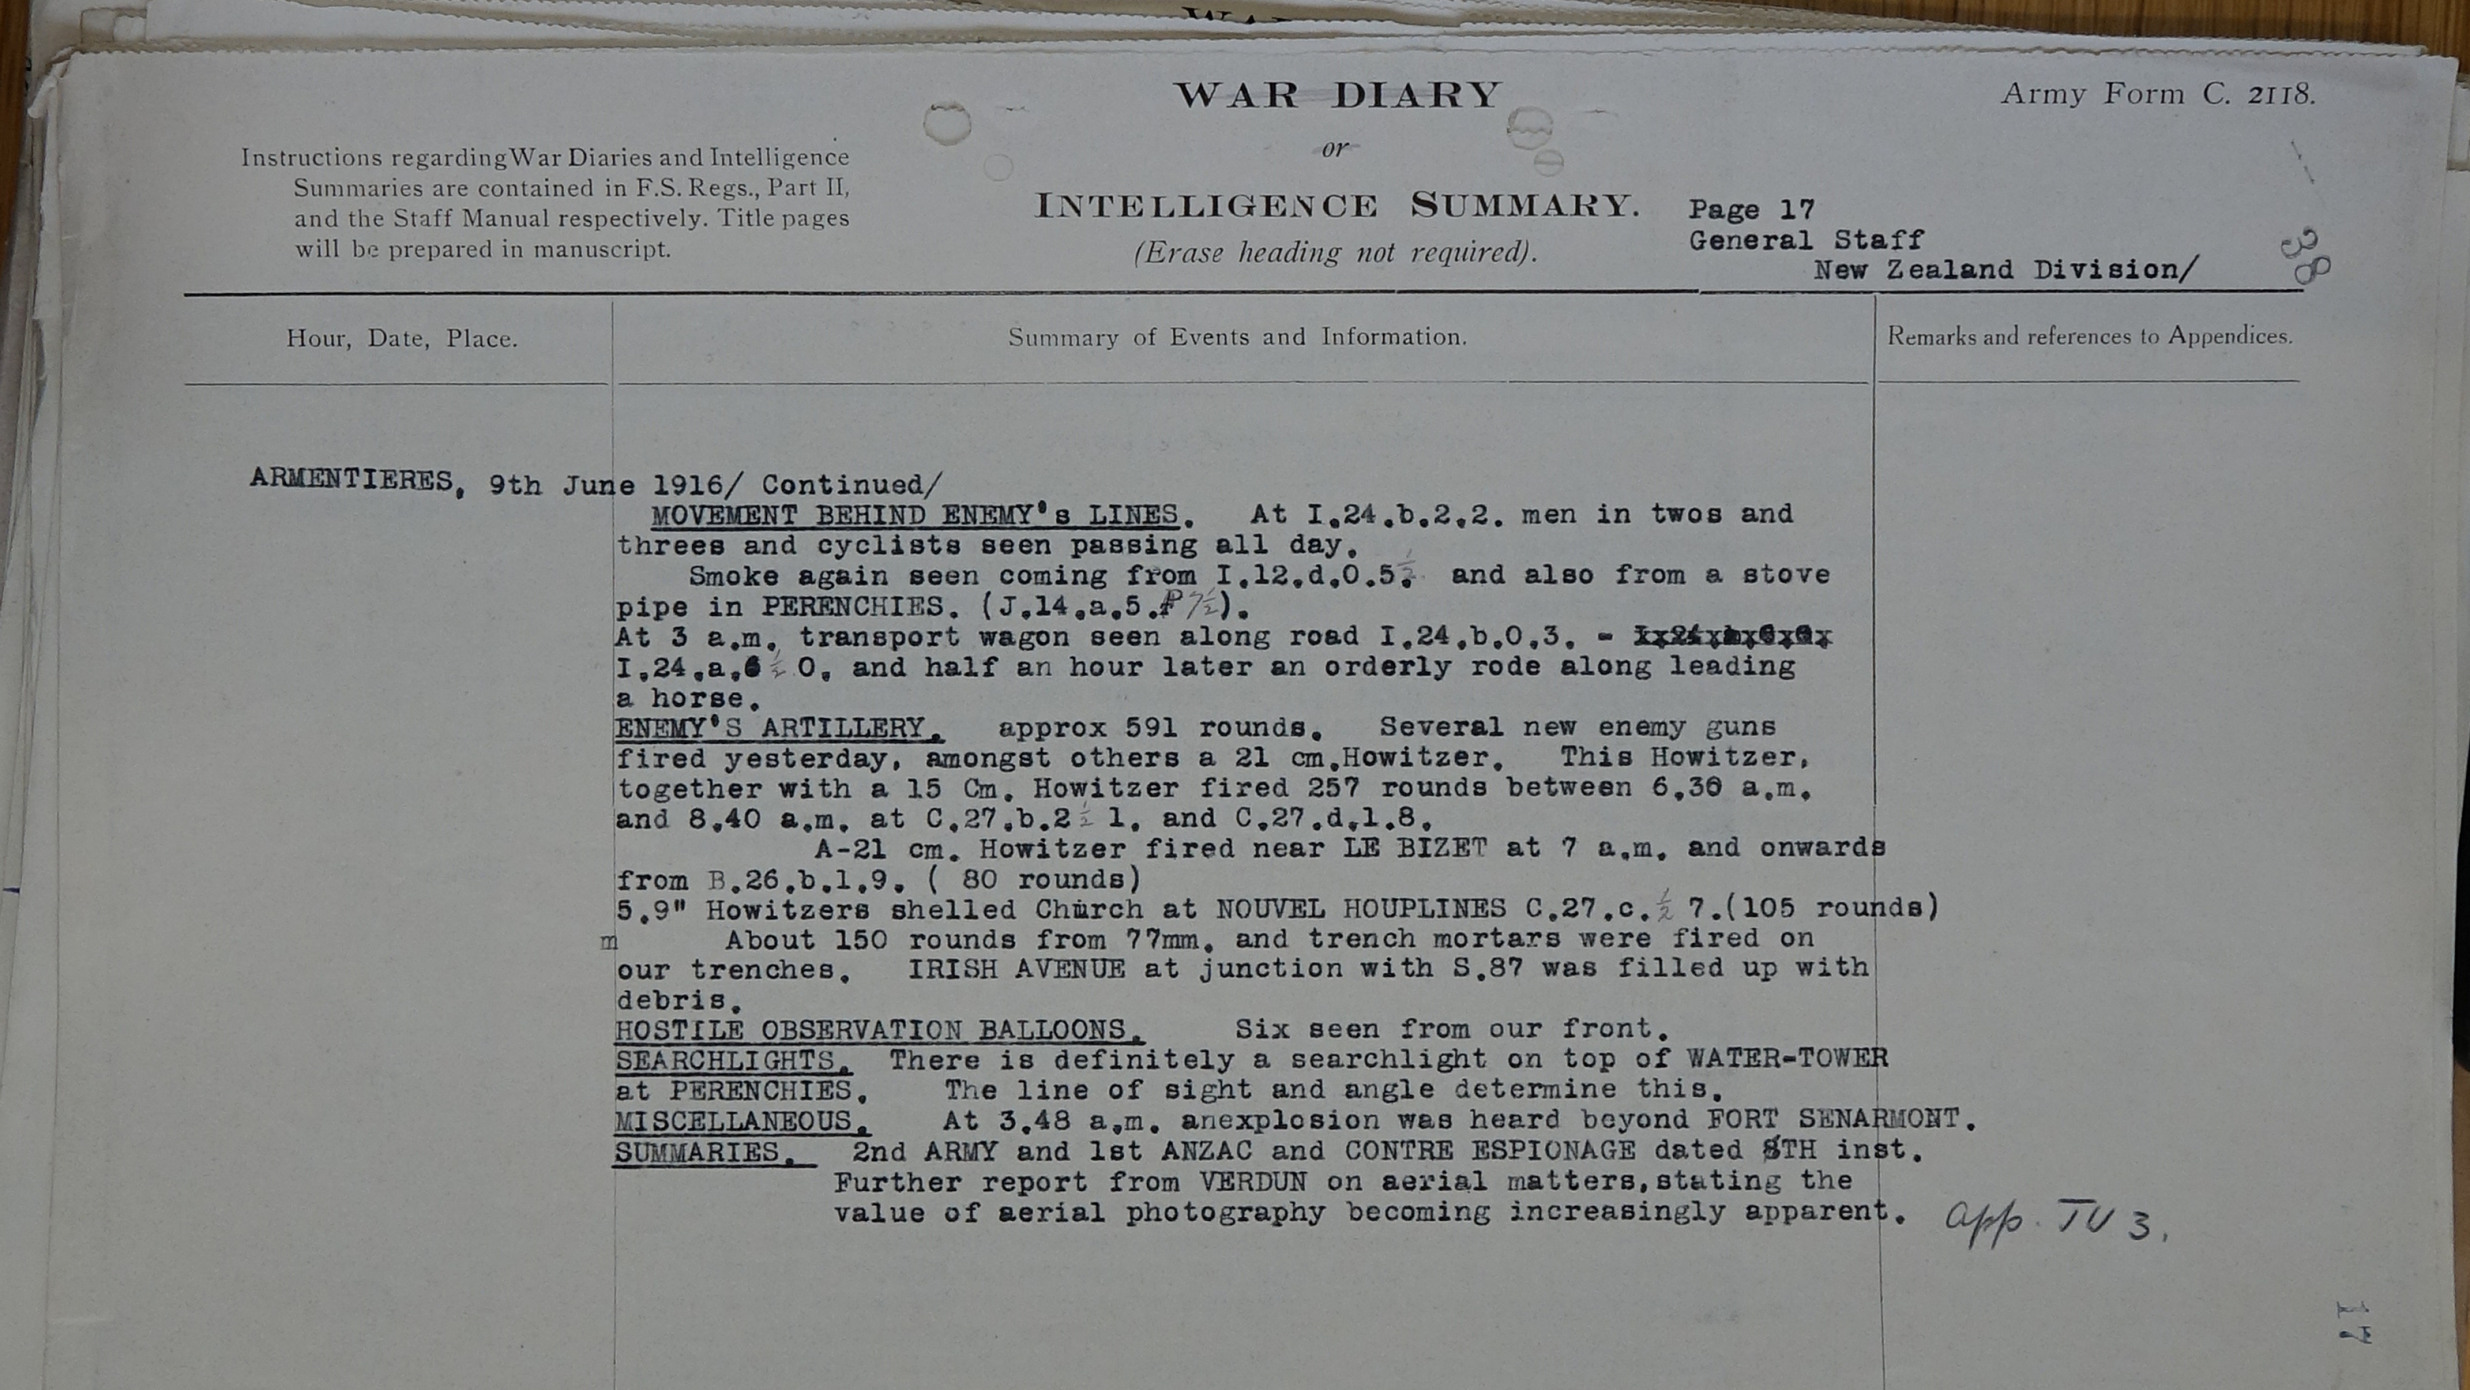 WAR DIARY
or
INTELLIGENCE SUMMARY.
(Erase heading not required).
Army Form C. 2118.
Instructions regarding War Diaries and Intelligence
Summaries are contained in F.S. Regs., Part II,
and the Staff Manual respectively. Title pages
will be prepared in manuscript.
Page 17
General Staff
New Zealand Division/
38
Hour, Date, Place.
Summary of Events and Information.
Remarks and references to Appendices.
ARMENTIERES, 9th June 1916/ Continued/
MOVEMENT BEHIND ENEMY's LINES. At I.24.b.2.2. men in twos and
threes and cyclists seen passing all day.
Smoke again seen coming from I.12.d.0.5½. and also from a stove
pipe in PERENCHIES. (J.14.a.5.7½).
At 3 a.m. transport wagon seen along road I.24.b.0.3. -
I.24.a.6½ 0. and half an hour later an orderly rode along leading
a horse.
ENEMY'S ARTILLERY. approx 591 rounds. Several new enemy guns
fired yesterday, amongst others a 21 cm.Howitzer. This Howitzer,
together with a 15 Cm. Howitzer fired 257 rounds between 6.30 a.m.
and 8.40 a.m. at C.27.b.2½ 1. and C.27.d.1.8.
A-21 cm. Howitzer fired near LE BIZET at 7 a.m. and onwards
from B.26.b.1.9. ( 80 rounds)
5.9" Howitzers shelled Church at NOUVEL HOUPLINES C.27.c.½ 7.(105 rounds)
m About 150 rounds from 77mm. and trench mortars were fired on
our trenches. IRISH AVENUE at junction with S.87 was filled up with
debris.
HOSTILE OBSERVATION BALLOONS. Six seen from our front.
SEARCHLIGHTS. There is definitely a searchlight on top of WATER-TOWER
at PERENCHIES. The line of sight and angle determine this.
MISCELLANEOUS. At 3.48 a.m. anexplosion was heard beyond FORT SENARMONT.
SUMMARIES. 2nd ARMY and 1st ANZAC and CONTRE ESPIONAGE dated 8TH inst.
Further report from VERDUN on aerial matters,stating the
value of aerial photography becoming increasingly apparent. app. IV 3.
17